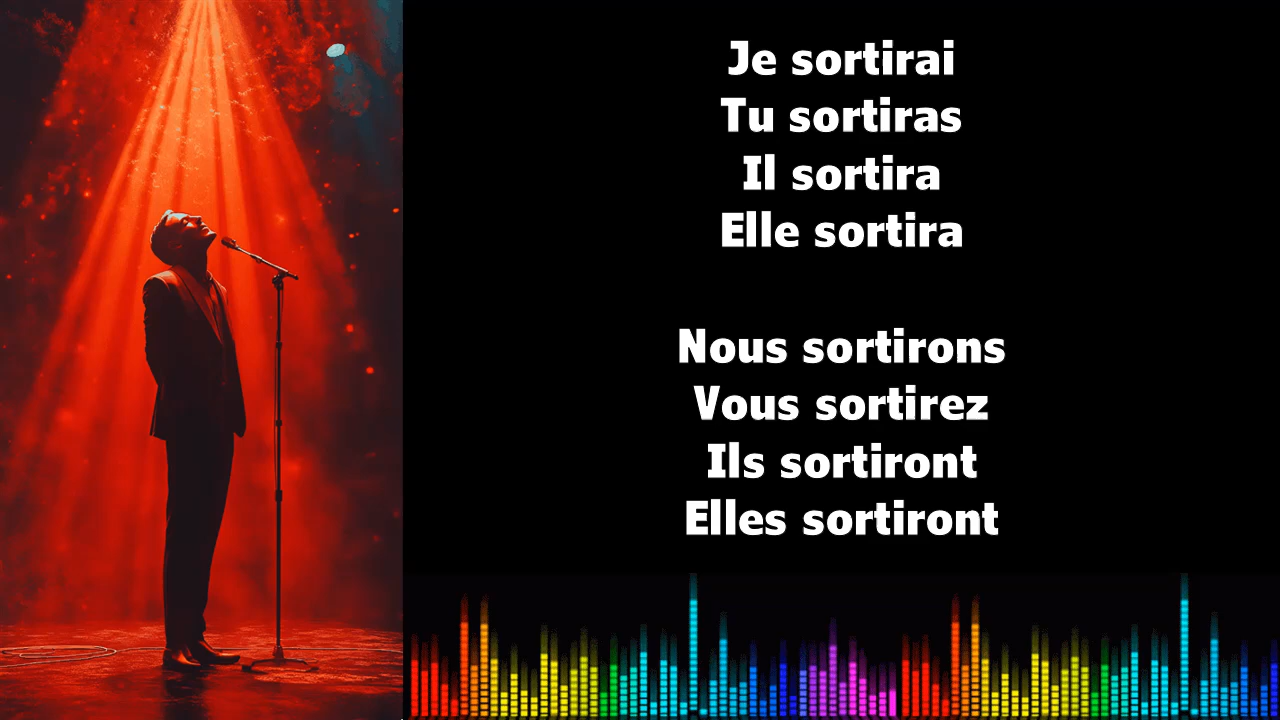 Je sortirai
Tu sortiras
Il sortira
Elle sortira
Nous sortirons
Vous sortirez
Ils sortiront
Elles sortiront